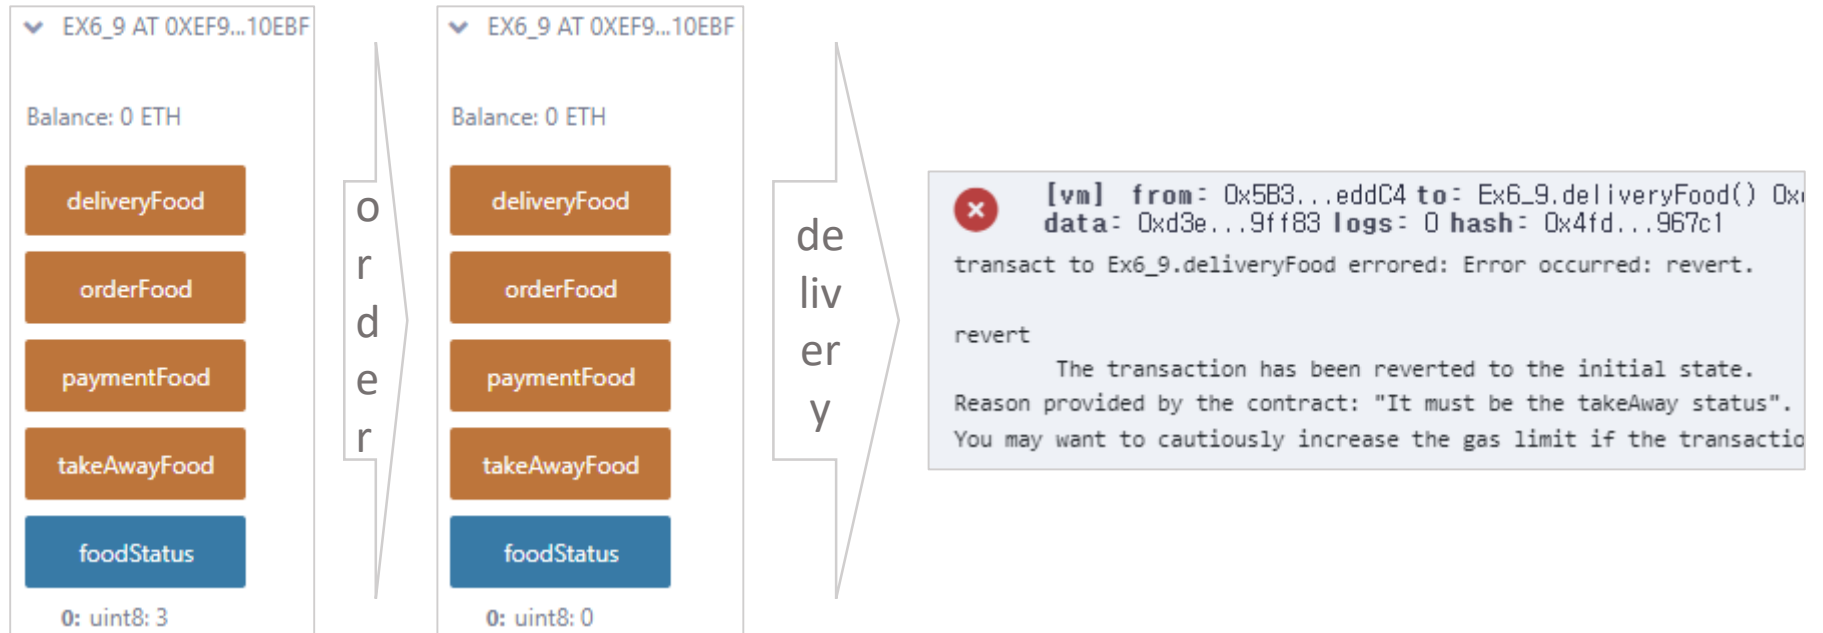 EX6_9 AT 0XEF9...10EBF
Balance: 0 ETH
deliveryFood
orderFood
paymentFood
takeAwayFood
foodStatus
0: uint8: 3
order
EX6_9 AT 0XEF9...10EBF
Balance: 0 ETH
deliveryFood
orderFood
paymentFood
takeAwayFood
foodStatus
0: uint8: 0
de
liv
er
y
[vm] from: 0x5B3...eddC4 to: Ex6_9.deliveryFood()
data: 0xd3e...9ff83 logs: 0 hash: 0x4fd...967c1
transact to Ex6_9.deliveryFood errored: Error occurred: revert.
revert
The transaction has been reverted to the initial state.
Reason provided by the contract: "It must be the takeAway status".
You may want to cautiously increase the gas limit if the